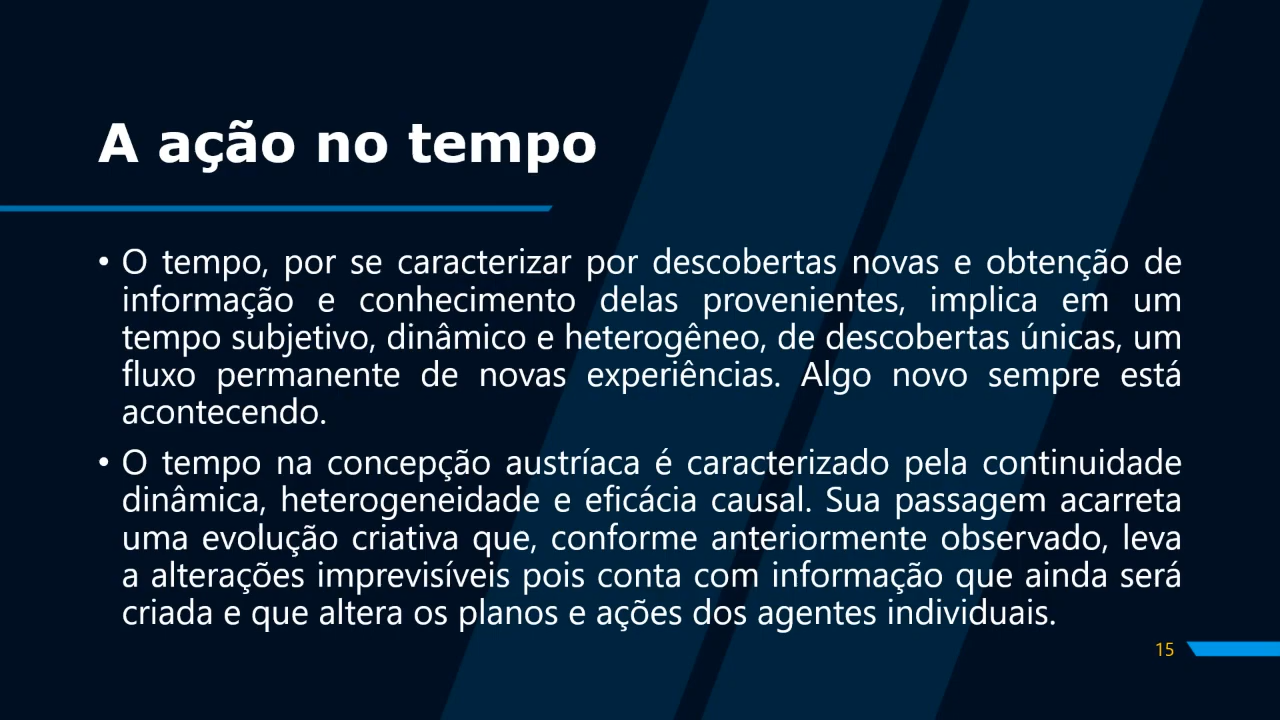 A ação no tempo
• O tempo, por se caracterizar por descobertas novas e obtenção de
informação e conhecimento delas provenientes, implica em um
tempo subjetivo, dinâmico e heterogêneo, de descobertas únicas, um
fluxo permanente de novas experiências. Algo novo sempre está
acontecendo.
• O tempo na concepção austríaca é caracterizado pela continuidade
dinâmica, heterogeneidade e eficácia causal. Sua passagem acarreta
uma evolução criativa que, conforme anteriormente observado, leva
a alterações imprevisíveis pois conta com informação que ainda será
criada e que altera os planos e ações dos agentes individuais.
15